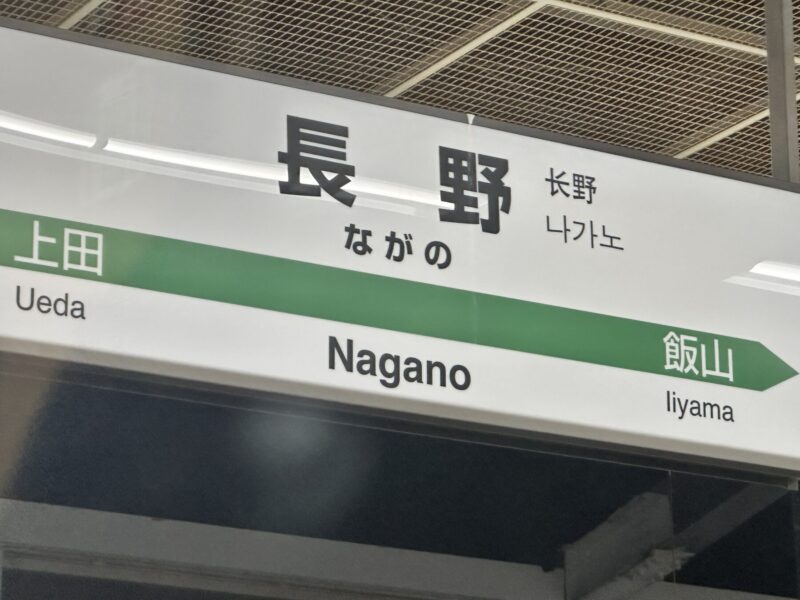 長野
长野
나가노
ながの
上田
飯山
Ueda
Nagano
Iiyama